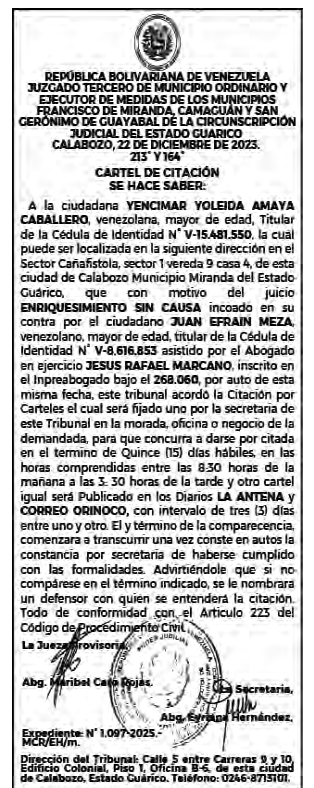 REPÚBLICA BOLIVARIANA DE VENEZUELA
JUZGADO TERCERO DE MUNICIPIO ORDINARIO Y
EJECUTOR DE MEDIDAS DE LOS MUNICIPIOS
FRANCISCO DE MIRANDA, CAMAGUÁN Y SAN
GERÓNIMO DE GUAYABAL DE LA CIRCUNSCRIPCIÓN
JUDICIAL DEL ESTADO GUARICO
CALABOZO, 22 DE DICIEMBRE DE 2023.
213° Y 164°
CARTEL DE CITACIÓN
SE HACE SABER:
A la ciudadana YENCIMAR YOLEIDA AMAYA
CABALLERO, venezolana, mayor de edad, Titular
de la Cédula de Identidad N° V-15.481.550, la cual
puede ser localizada en la siguiente dirección en el
Sector Cañafistola, sector 1 vereda 9 casa 4, de esta
ciudad de Calabozo Municipio Miranda del Estado
Guárico, que con motivo del juicio
ENRIQUESIMIENTO SIN CAUSA incoado en su
contra por el ciudadano JUAN EFRAIN MEZA,
venezolano, mayor de edad, titular de la Cédula de
Identidad N° V-8,616,853 asistido por el Abogado
en ejercicio JESUS RAFAEL MARCANO, inscrito en
el Inpreabogado bajo el 268.060, por auto de esta
misma fecha, este tribunal acordó la Citación por
Carteles el cual será fijado uno por la secretaria de
este Tribunal en la morada, oficina o negocio de la
demandada, para que concurra a darse por citada
en el termino de Quince (15) días hábiles, en las
horas comprendidas entre las 8:30 horas de la
mañana a las 3: 30 horas de la tarde y otro cartel
igual será Publicado en los Diarios LA ANTENA y
CORREO ORINOCO, con intervalo de tres (3) días
entre uno y otro. El y término de la comparecencia,
comenzara a transcurrir una vez conste en autos la
constancia por secretaria de haberse cumplido
con las formalidades. Advirtiéndole que si no
compárese en el término indicado, se le nombrara
un defensor con quien se entenderá la citación.
Todo de conformidad con el Articulo 223 del
Código de Procedimiento Civil.
La Jueza Provisoria,
Abg. Maribel Caro Rojas.
La Secretaria,
Abg. Eyriana Hernández,
Expediente: N° 1.097-2025.-
MCR/EH/m.
Dirección del Tribunal: Calle 5 entre Carreras 9 y 10,
Edificio Colonial, Piso 1, Oficina B-6, de esta ciudad
de Calabozo, Estado Guárico. Teléfono: 0246-8715101.